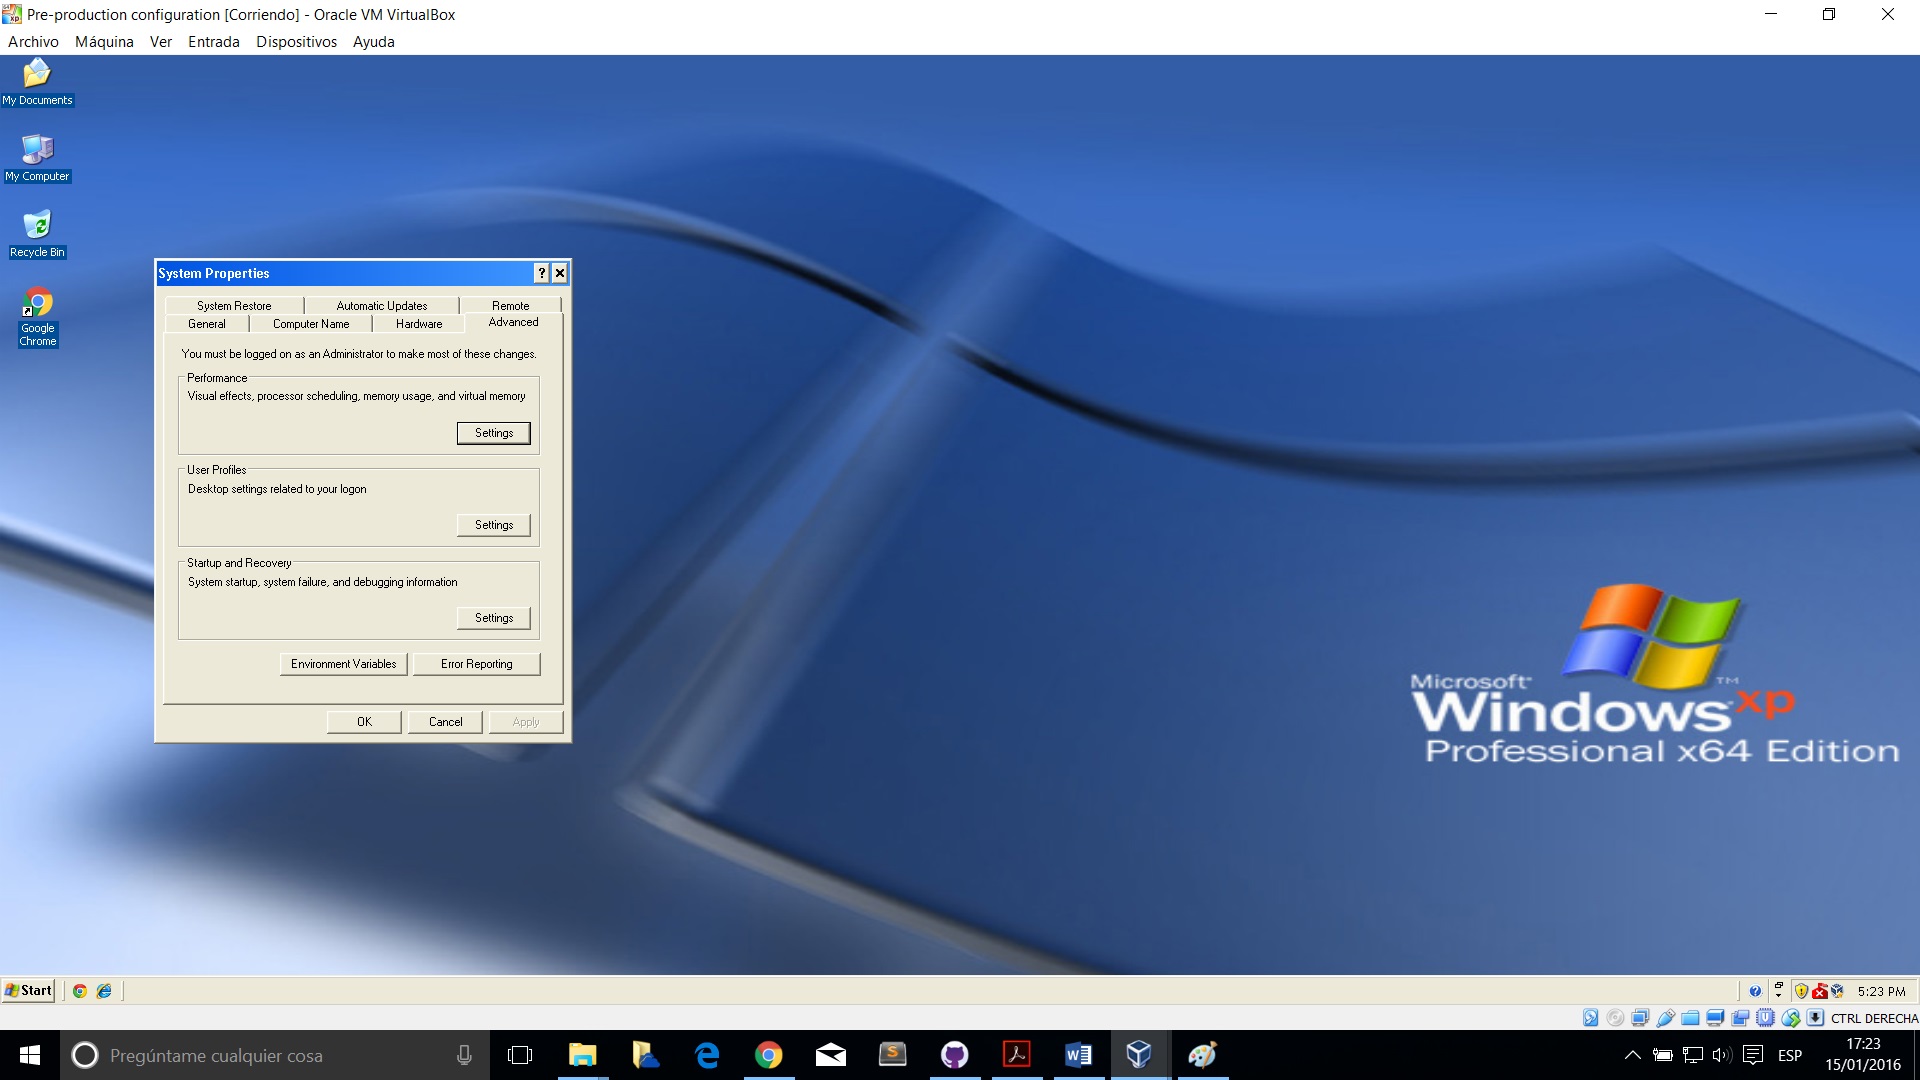 Pre-production configuration [Corriendo] - Oracle VM VirtualBox
Archivo Máquina Ver Entrada Dispositivos Ayuda
My Documents
My Computer
Recycle Bin
Google
Chrome
System Properties
System Restore Automatic Updates Remote
General Computer Name Hardware Advanced
You must be logged on as an Administrator to make most of these changes.
Performance
Visual effects, processor scheduling, memory usage, and virtual memory
Settings
User Profiles
Desktop settings related to your logon
Settings
Startup and Recovery
System startup, system failure, and debugging information
Settings
Environment Variables Error Reporting
OK Cancel Apply
Microsoft
Windows xp ™
Professional x64 Edition
Start 5:23 PM
CTRL DERECHA
Pregúntame cualquier cosa
ESP
17:23
15/01/2016